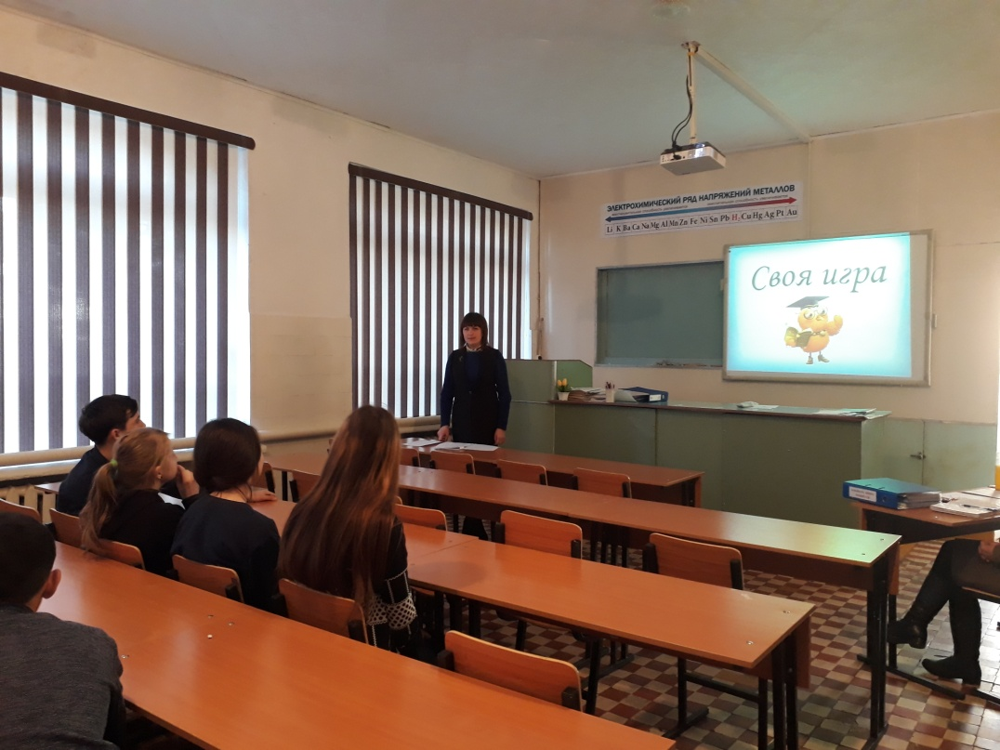 ЭЛЕКТРОХИМИЧЕСКИЙ РЯД НАПРЯЖЕНИЙ МЕТАЛЛОВ
Li K Ba Ca Na Mg Al Mn Zn Fe Ni Sn Pb H₂ Cu Hg Ag Pt Au
Своя игра